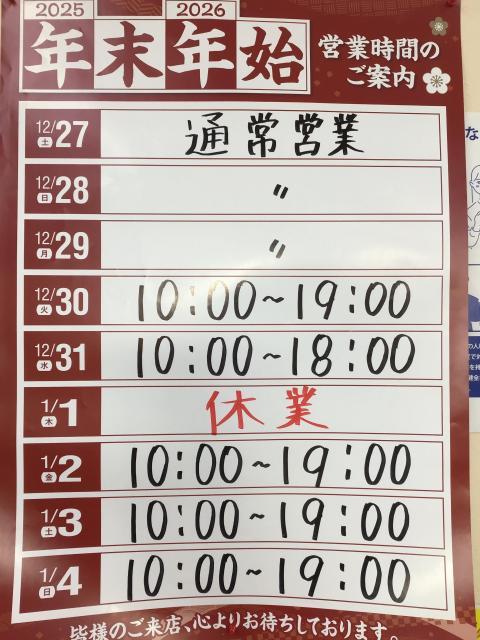 2025 2026
年末年始 営業時間の
ご案内
12/27 土 通常営業
12/28 日 〃
12/29 月 〃
12/30 火 10:00~19:00
12/31 水 10:00~18:00
1/1 木 休業
1/2 金 10:00~19:00
1/3 土 10:00~19:00
1/4 日 10:00~19:00
皆様のご来店、心よりお待ちしております。